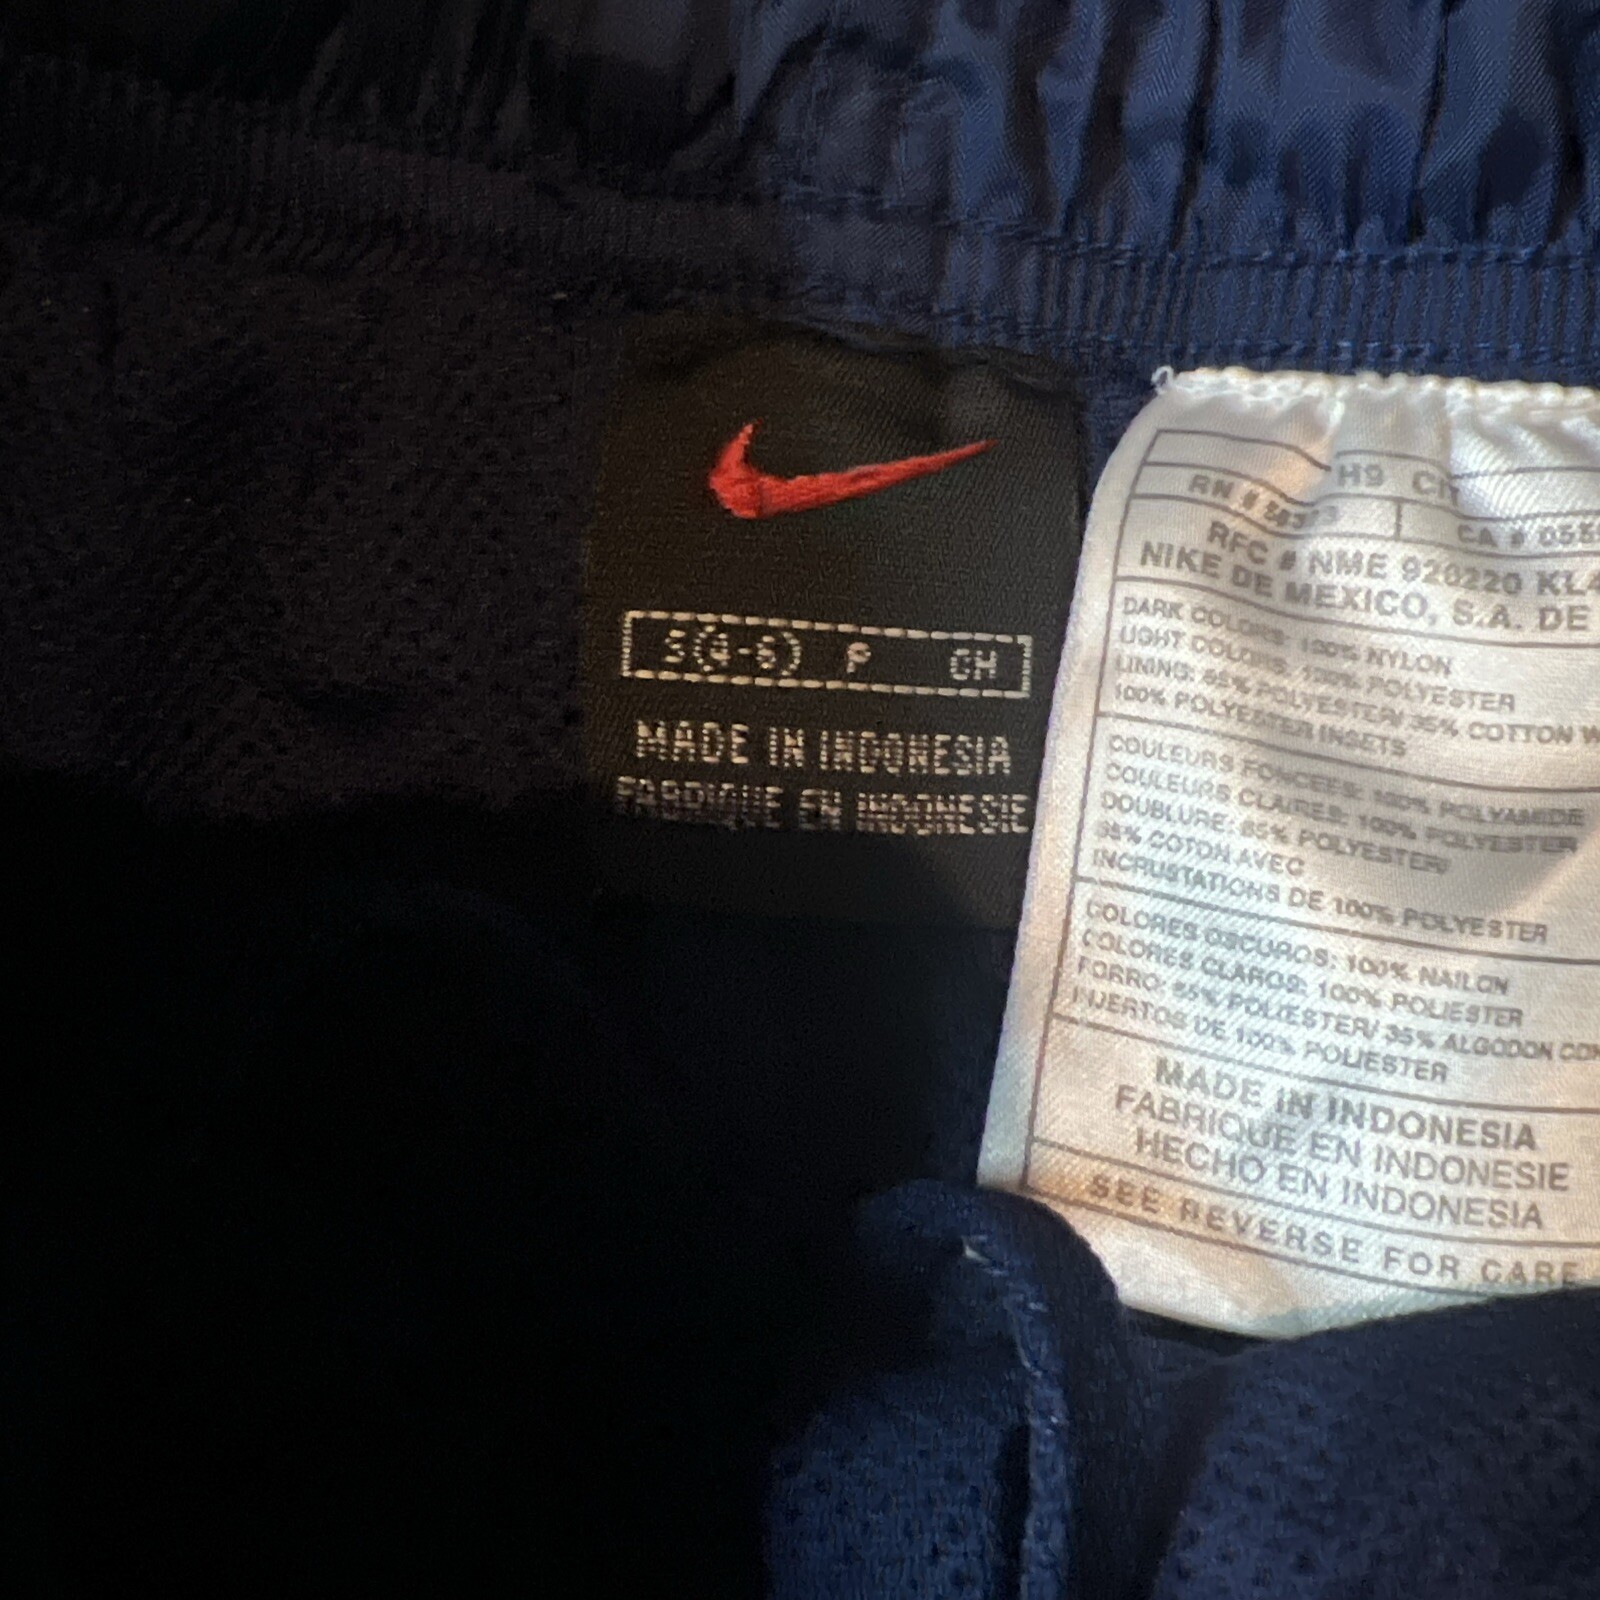 S(4-6) P CH
MADE IN INDONESIA
FABRIQUE EN INDONESIE
H9
RN # CA # 055
RFC # NME 920220 KL4
NIKE DE MEXICO, S.A. DE
DARK COLORS: 100% NYLON
LIGHT COLORS: 100% POLYESTER
LINING: 65% POLYESTER/ 35% COTTON W
100% POLYESTER INSETS
COULEURS FONCEES: 100% POLYAMIDE
COULEURS CLAIRES: 100% POLYESTER
DOUBLURE: 65% POLYESTER/
35% COTON AVEC
INCRUSTATIONS DE 100% POLYESTER
COLORES OSCUROS: 100% NAILON
COLORES CLAROS: 100% POLIESTER
FORRO: 65% POLIESTER/ 35% ALGODON CON
INJERTOS DE 100% POLIESTER
MADE IN INDONESIA
FABRIQUE EN INDONESIE
HECHO EN INDONESIA
SEE REVERSE FOR CARE